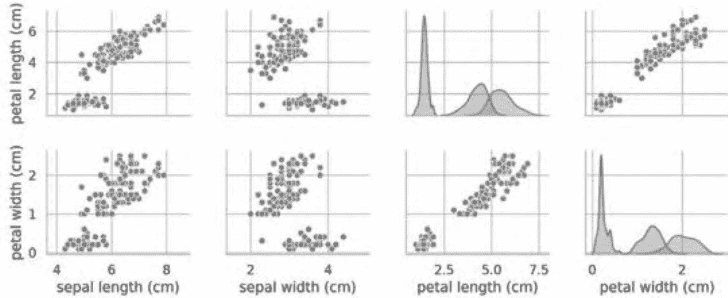 petal length (cm)
6
4
2
petal width (cm)
2
1
0
4 6 8
2 4
2.5 5.0 7.5
0 2
sepal length (cm)
sepal width (cm)
petal length (cm)
petal width (cm)